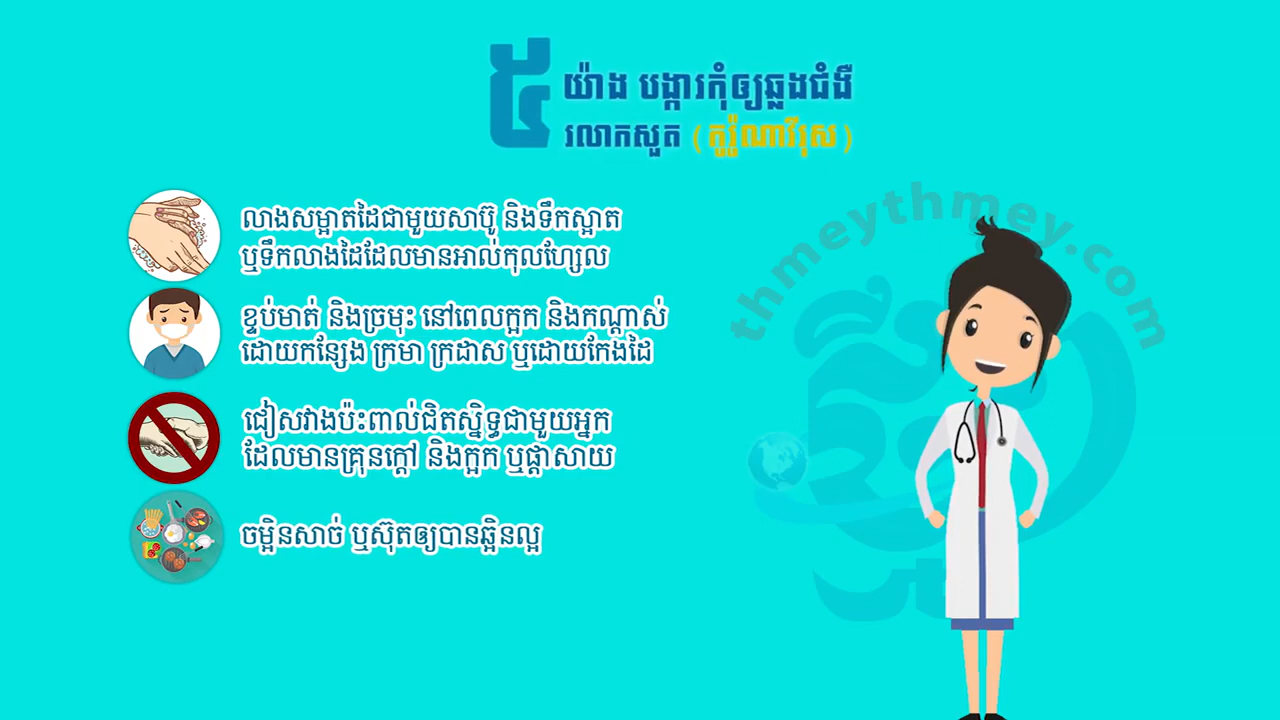 ៥ យ៉ាង បង្ការកុំឲ្យឆ្លងជំងឺ
រលាកសួត (កូរ៉ូណាវីរុស)
លាងសម្អាតដៃជាមួយសាប៊ូ និងទឹកស្អាត
ឬទឹកលាងដៃដែលមានអាល់កុលហ្សែល
ខ្ទប់មាត់ និងច្រមុះ នៅពេលក្អក និងកណ្តាស់
ដោយកន្សែង ក្រមា ក្រដាស ឬដោយកែងដៃ
ជៀសវាងប៉ះពាល់ជិតស្និទ្ធជាមួយអ្នក
ដែលមានគ្រុនក្តៅ និងក្អក ឬផ្តាសាយ
ចម្អិនសាច់ ឬស៊ុតឲ្យបានឆ្អិនល្អ
thmeythmey.com